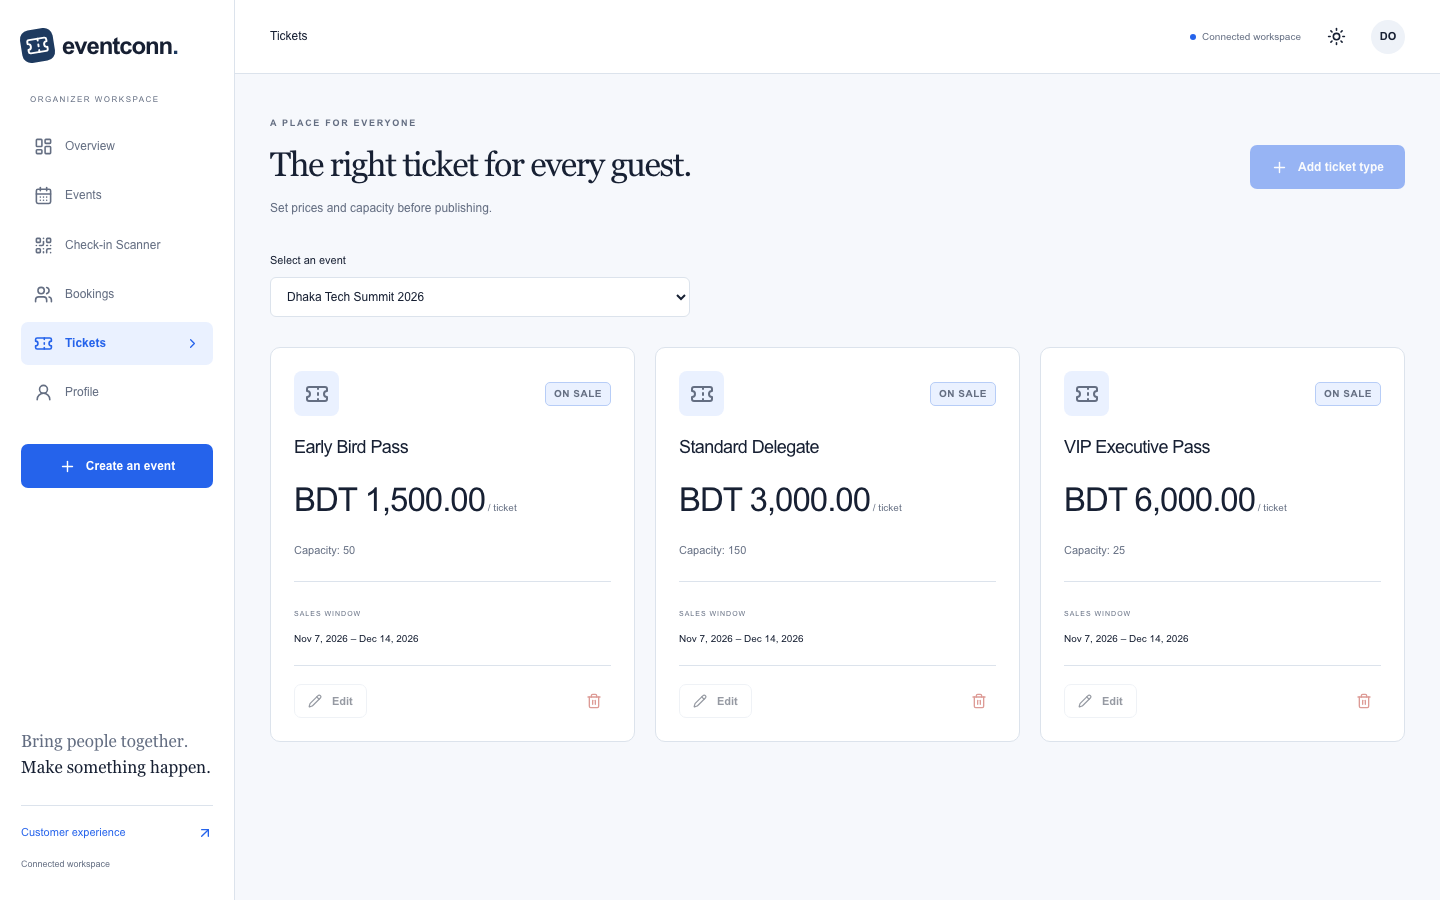 eventconn.
ORGANIZER WORKSPACE
Overview
Events
Check-in Scanner
Bookings
Tickets
Profile
Create an event
Bring people together.
Make something happen.
Customer experience
Connected workspace
Tickets
Connected workspace
DO
A PLACE FOR EVERYONE
The right ticket for every guest.
Set prices and capacity before publishing.
Add ticket type
Select an event
Dhaka Tech Summit 2026
ON SALE
Early Bird Pass
BDT 1,500.00 / ticket
Capacity: 50
SALES WINDOW
Nov 7, 2026 – Dec 14, 2026
Edit
ON SALE
Standard Delegate
BDT 3,000.00 / ticket
Capacity: 150
SALES WINDOW
Nov 7, 2026 – Dec 14, 2026
Edit
ON SALE
VIP Executive Pass
BDT 6,000.00 / ticket
Capacity: 25
SALES WINDOW
Nov 7, 2026 – Dec 14, 2026
Edit